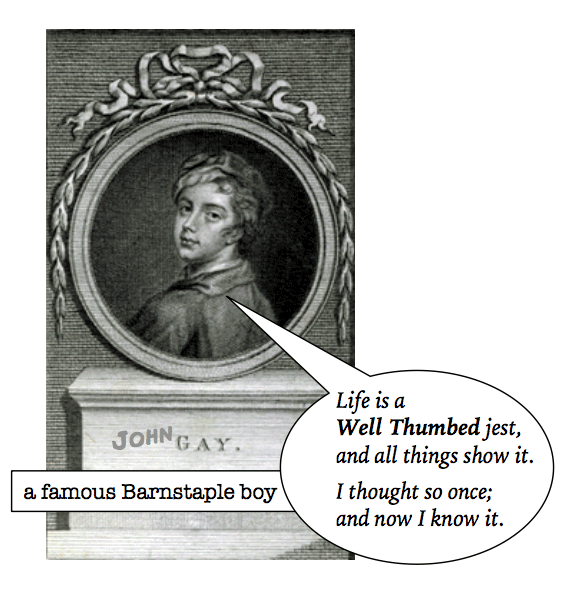 JOHN GAY.
a famous Barnstaple boy
Life is a
Well Thumbed jest,
and all things show it.
I thought so once;
and now I know it.